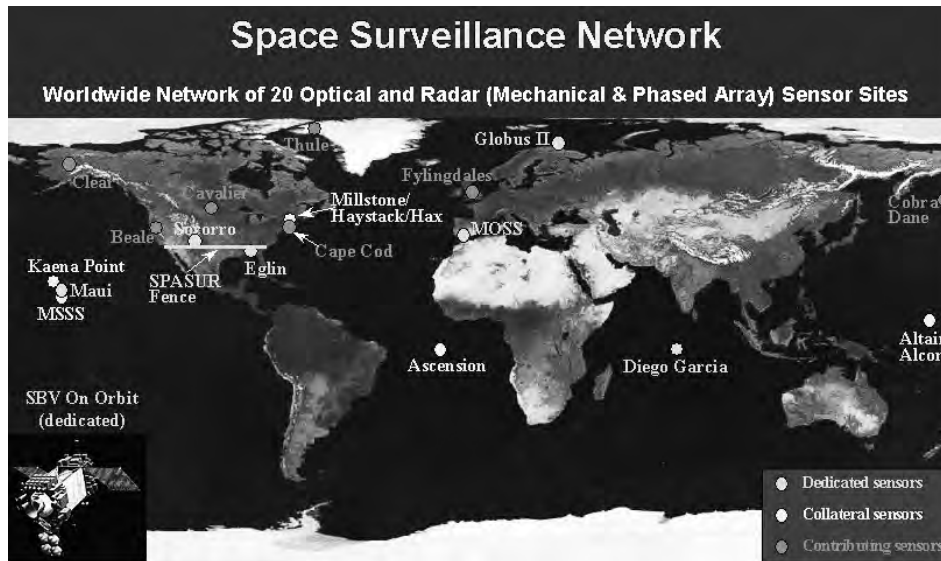 Space Surveillance Network
Worldwide Network of 20 Optical and Radar (Mechanical & Phased Array) Sensor Sites
Thule
Globus II
Clear
Cavalier
Fylingdales
Millstone/
Haystack/Hax
Cobra
Dane
Beale
Socorro
MOSS
Cape Cod
Kaena Point
SPASUR
Fence
Eglin
Maui
MSSS
Ascension
Diego Garcia
Altair
Alcor
SBV On Orbit
(dedicated)
Dedicated sensors
Collateral sensors
Contributing sensors